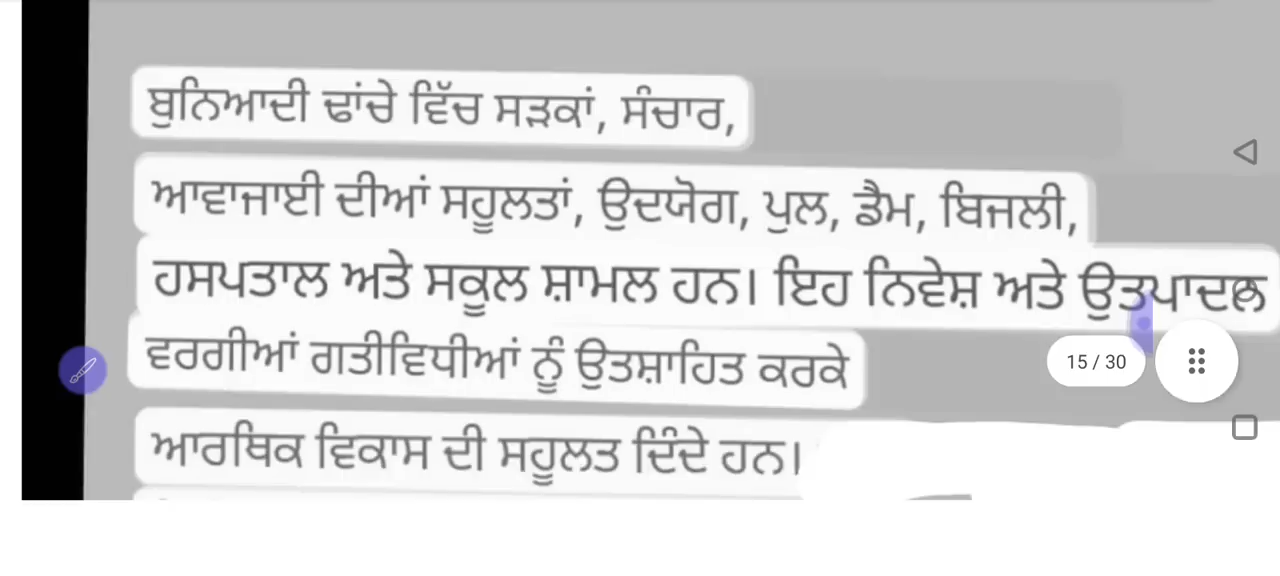 ਬੁਨਿਆਦੀ ਢਾਂਚੇ ਵਿੱਚ ਸੜਕਾਂ, ਸੰਚਾਰ,
ਆਵਾਜਾਈ ਦੀਆਂ ਸਹੂਲਤਾਂ, ਉਦਯੋਗ, ਪੁਲ, ਡੈਮ, ਬਿਜਲੀ,
ਹਸਪਤਾਲ ਅਤੇ ਸਕੂਲ ਸ਼ਾਮਲ ਹਨ। ਇਹ ਨਿਵੇਸ਼ ਅਤੇ ਉਤਪਾਦਨ
ਵਰਗੀਆਂ ਗਤੀਵਿਧੀਆਂ ਨੂੰ ਉਤਸ਼ਾਹਿਤ ਕਰਕੇ
15 / 30
ਆਰਥਿਕ ਵਿਕਾਸ ਦੀ ਸਹੂਲਤ ਦਿੰਦੇ ਹਨ।